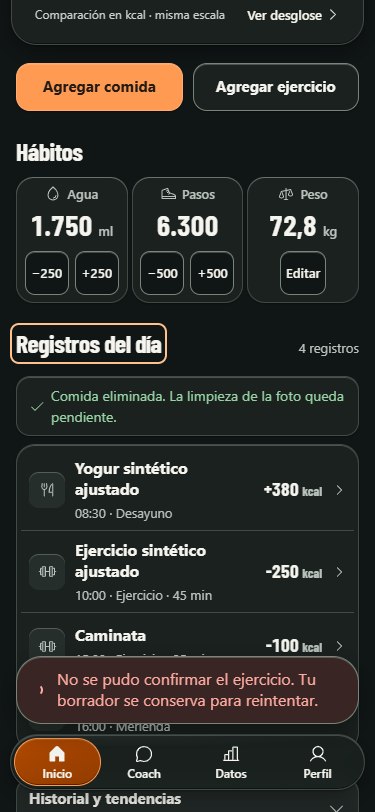 Comparación en kcal · misma escala
Ver desglose
Agregar comida
Agregar ejercicio
Hábitos
Agua
Pasos
Peso
1.750 ml
6.300
72,8 kg
−250
+250
−500
+500
Editar
Registros del día
4 registros
Comida eliminada. La limpieza de la foto queda
pendiente.
Yogur sintético
ajustado
+380 kcal
08:30 · Desayuno
Ejercicio sintético
ajustado
-250 kcal
10:00 · Ejercicio · 45 min
Caminata
-100 kcal
No se pudo confirmar el ejercicio. Tu
borrador se conserva para reintentar.
16:00 · Merienda
Inicio
Coach
Datos
Perfil
Historial y tendencias